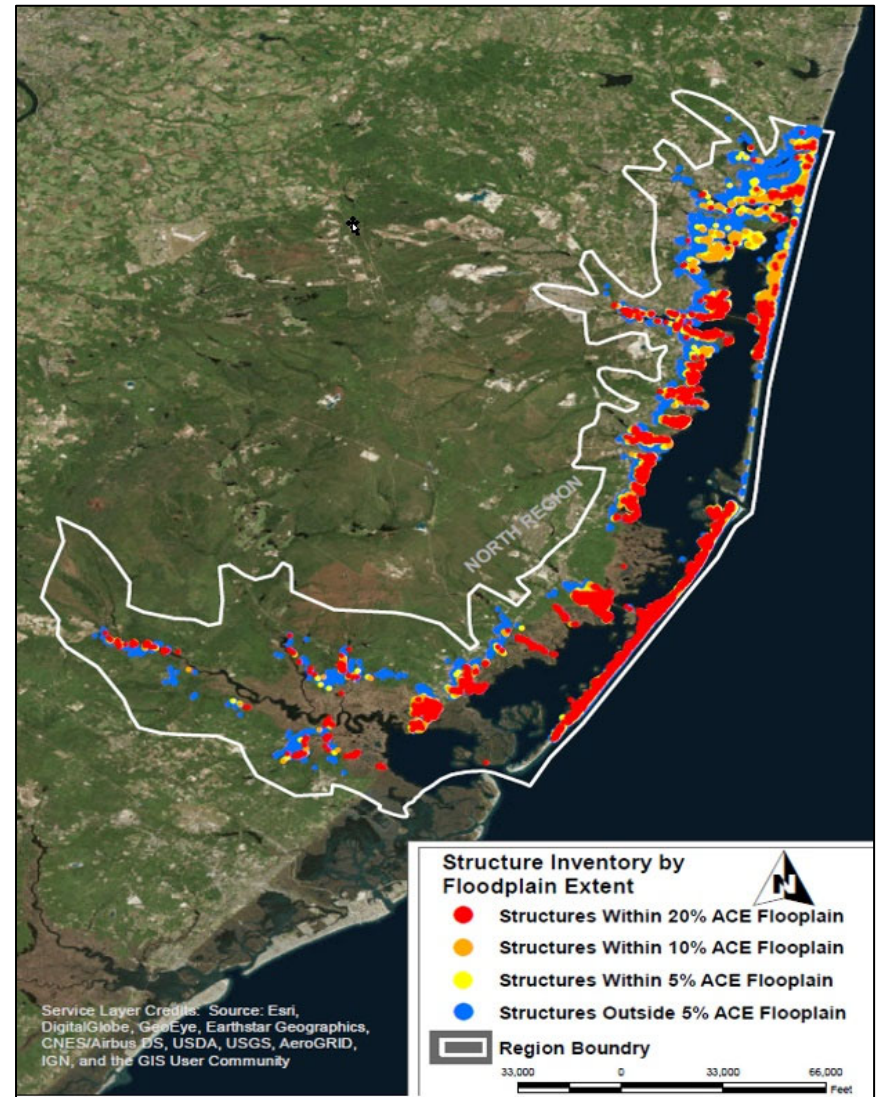 NORTH REGION
Structure Inventory by
Floodplain Extent
N
Structures Within 20% ACE Flooplain
Structures Within 10% ACE Flooplain
Structures Within 5% ACE Flooplain
Structures Outside 5% ACE Flooplain
Region Boundry
33,000 0 33,000 66,000
Feet
Service Layer Credits: Source: Esri,
DigitalGlobe, GeoEye, Earthstar Geographics,
CNES/Airbus DS, USDA, USGS, AeroGRID,
IGN, and the GIS User Community